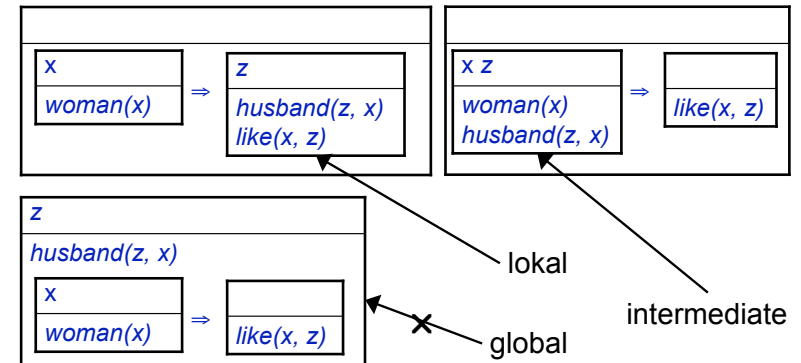 x
woman(x)
⇒
z
husband(z, x)
like(x, z)
x z
woman(x)
husband(z, x)
⇒
like(x, z)
z
husband(z, x)
x
woman(x)
⇒
like(x, z)
lokal
intermediate
global